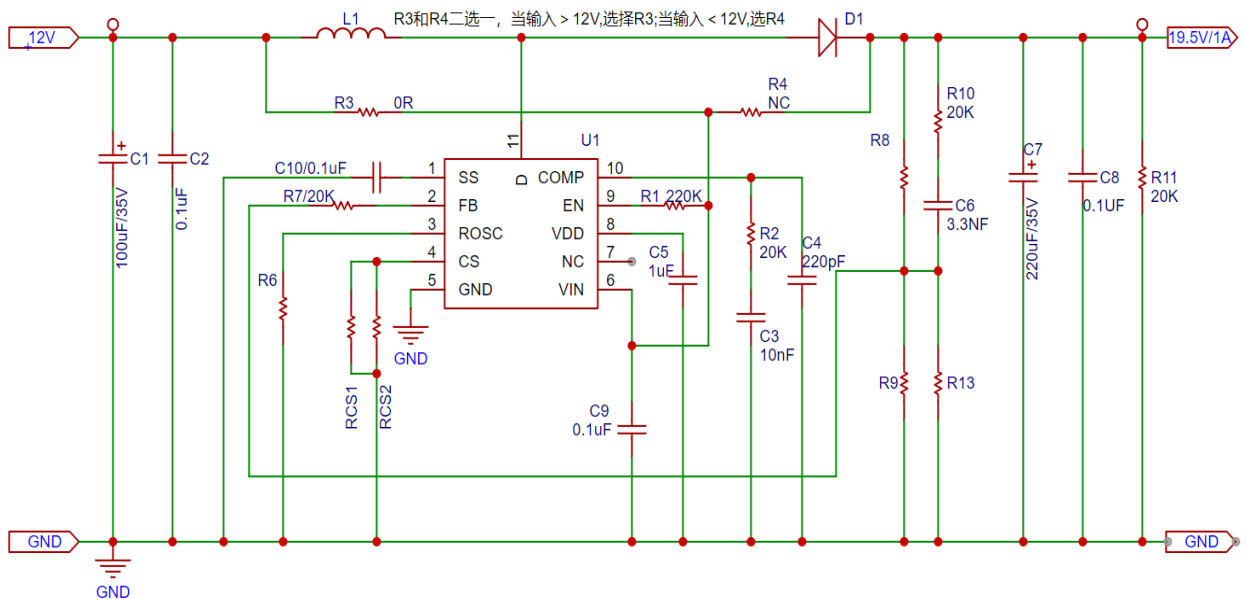 L1
R3和R4二选一，当输入＞12V,选择R3;当输入＜12V,选R4
D1
12V
19.5V/1A
R3
0R
R4
NC
R10
20K
C1
100uF/35V
C2
0.1uF
U1
11
D
C10/0.1uF
1
SS
COMP
10
R7/20K
2
FB
EN
9
R1
220K
3
ROSC
VDD
8
4
CS
NC
7
5
GND
VIN
6
GND
R6
RCS1
RCS2
C5
1uF
R2
20K
C4
220pF
C3
10nF
C9
0.1uF
R8
C6
3.3NF
R9
R13
C7
220uF/35V
C8
0.1UF
R11
20K
GND
GND
GND